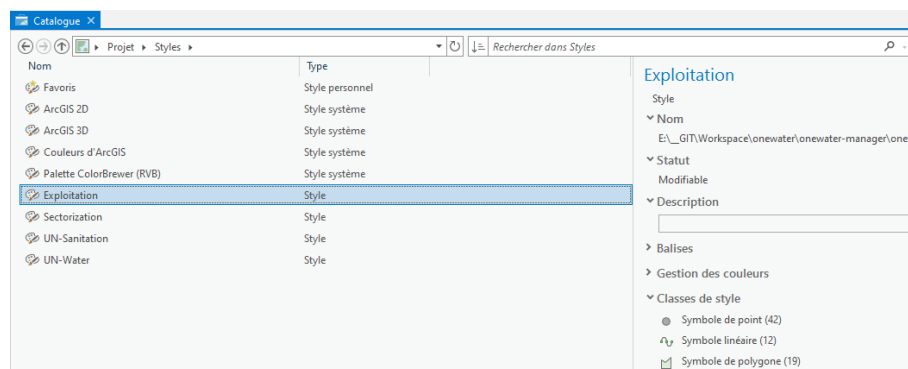 Catalogue
Projet Styles
Rechercher dans Styles
Nom Type
Favoris Style personnel
ArcGIS 2D Style système
ArcGIS 3D Style système
Couleurs d'ArcGIS Style système
Palette ColorBrewer (RVB) Style système
Exploitation Style
Sectorization Style
UN-Sanitation Style
UN-Water Style
Exploitation
Style
Nom
E:\__GIT\Workspace\onewater\onewater-manager\one
Statut
Modifiable
Description
Balises
Gestion des couleurs
Classes de style
Symbole de point (42)
Symbole linéaire (12)
Symbole de polygone (19)